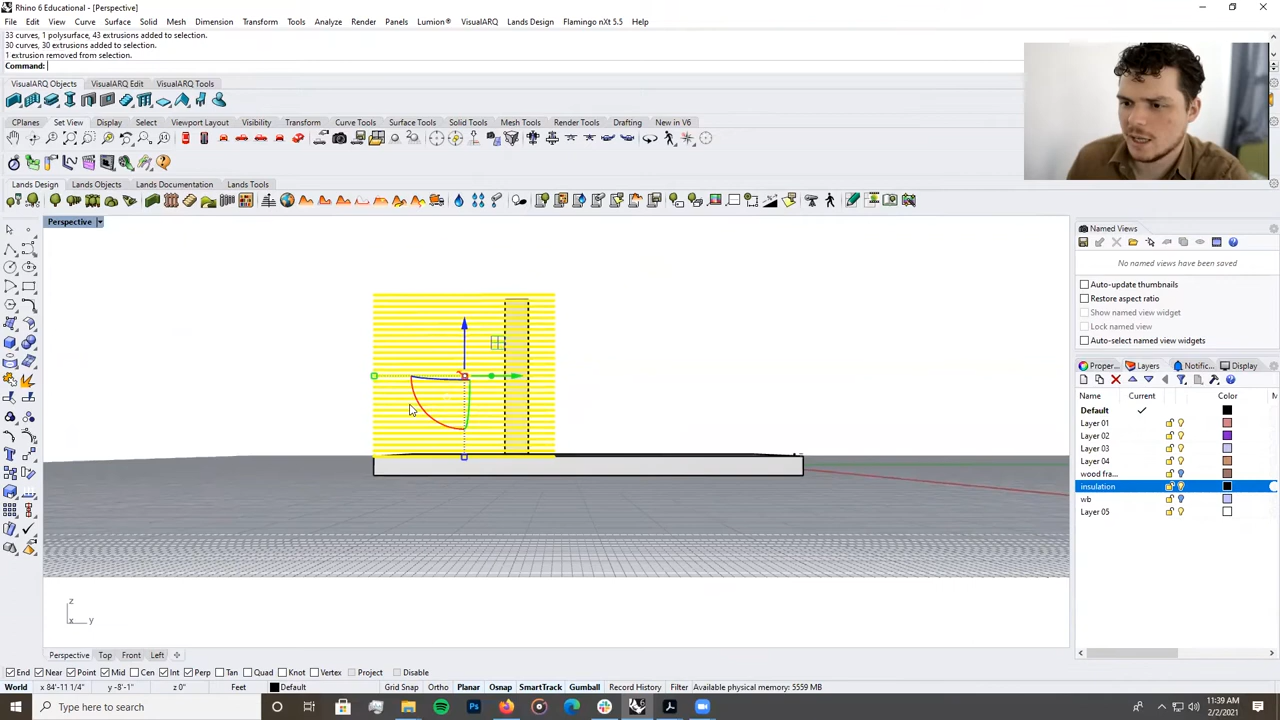 Rhino 6 Educational - [Perspective]
File Edit View Curve Surface Solid Mesh Dimension Transform Tools Analyze Render Panels Lumion® VisualARQ Lands Design Flamingo nXt 5.5 Help
33 curves, 1 polysurface, 43 extrusions added to selection.
30 curves, 30 extrusions added to selection.
1 extrusion removed from selection.
Command:
VisualARQ Objects VisualARQ Edit VisualARQ Tools
CPlanes Set View Display Select Viewport Layout Visibility Transform Curve Tools Surface Tools Solid Tools Mesh Tools Render Tools Drafting New in V6
Lands Design Lands Objects Lands Documentation Lands Tools
Perspective
Named Views
No named views have been saved
Auto-update thumbnails
Restore aspect ratio
Show named view widget
Lock named view
Auto-select named view widgets
Proper... Layers Notific... Display
Name Current Color M
Default
Layer 01
Layer 02
Layer 03
Layer 04
wood fra...
insulation
wb
Layer 05
z
x y
Perspective Top Front Left
End Near Point Mid Cen Int Perp Tan Quad Knot Vertex Project Disable
World x 84'-11 1/4" y -8'-1" z 0" Feet Default Grid Snap Ortho Planar Osnap SmartTrack Gumball Record History Filter Available physical memory: 5559 MB
Type here to search
11:39 AM
2/2/2021